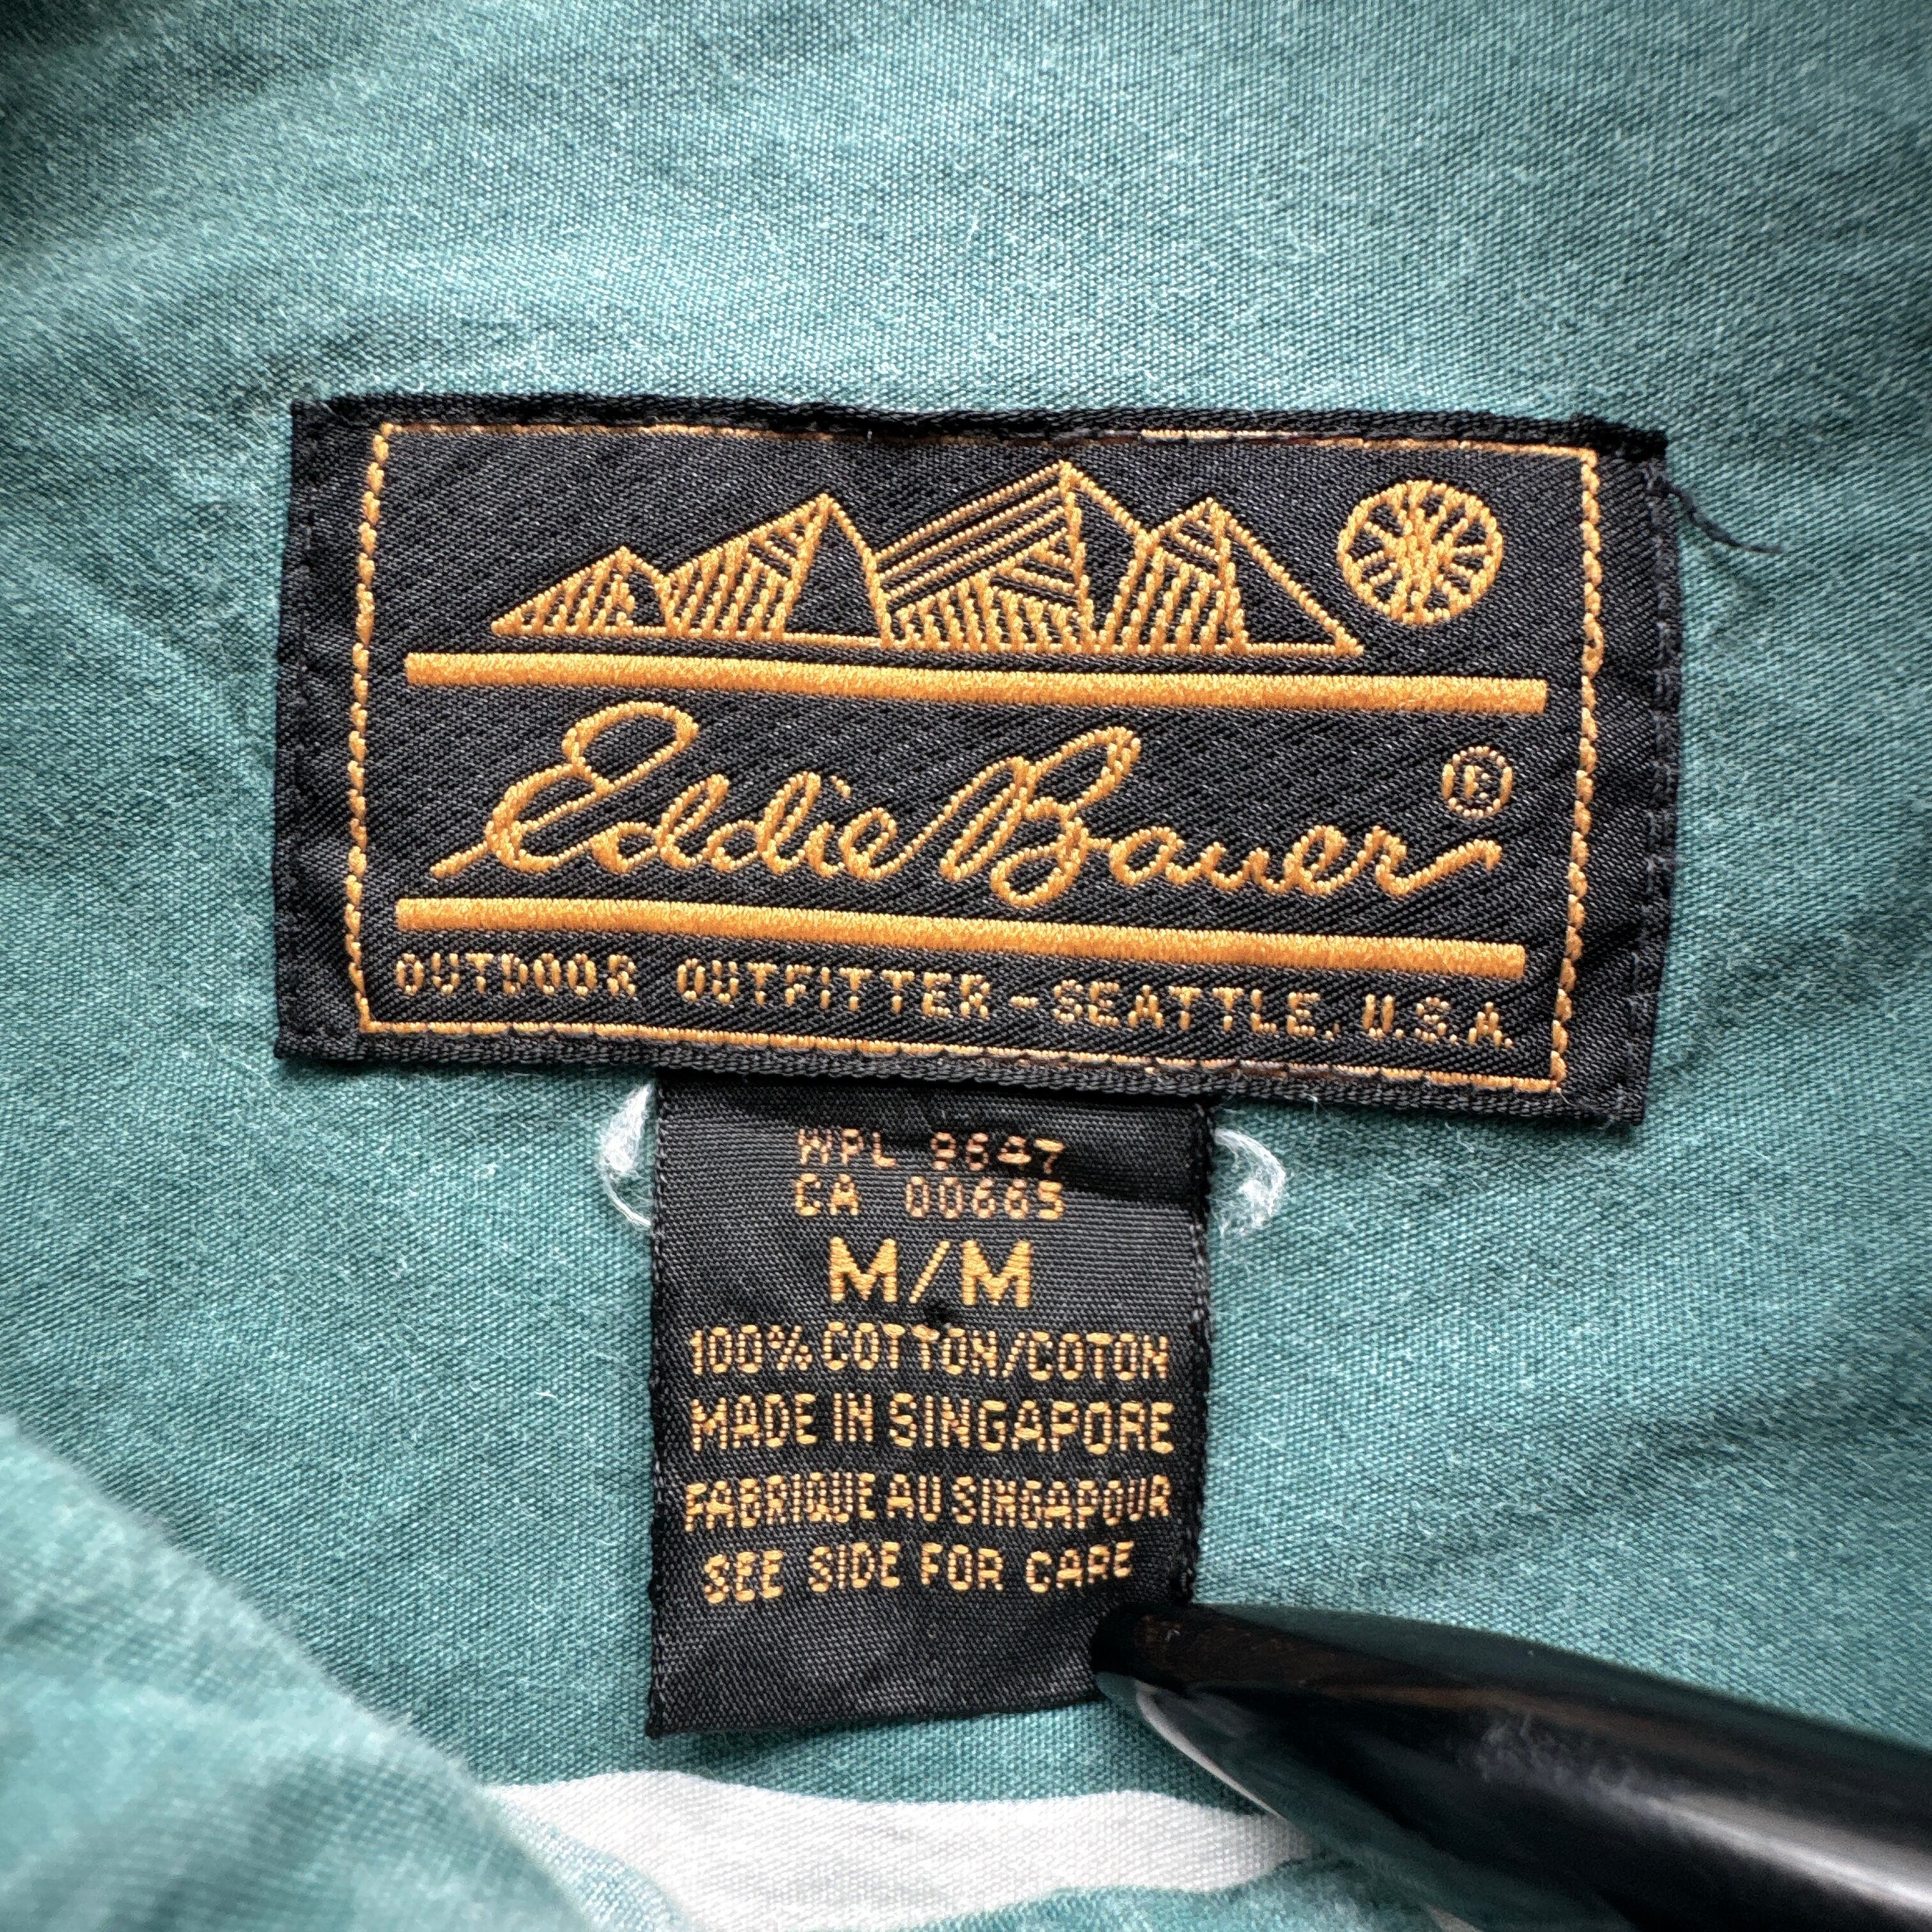 Eddie Bauer ®
OUTDOOR OUTFITTER - SEATTLE, U.S.A.
WPL 9647
CA 00665
M/M
100% COTTON/COTON
MADE IN SINGAPORE
FABRIQUE AU SINGAPOUR
SEE SIDE FOR CARE